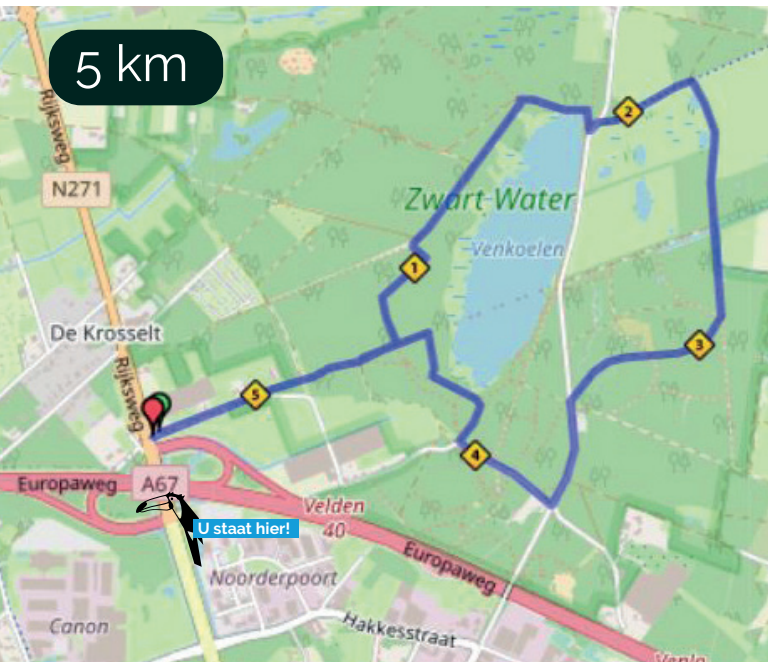 5 km
Rijksweg
N271
2
Zwart Water
Venkoelen
1
De Krosselt
3
Rijksweg
5
4
Europaweg
A67
Velden
40
U staat hier!
Europaweg
Noorderpoort
Canon
Hakkesstraat
Venlo